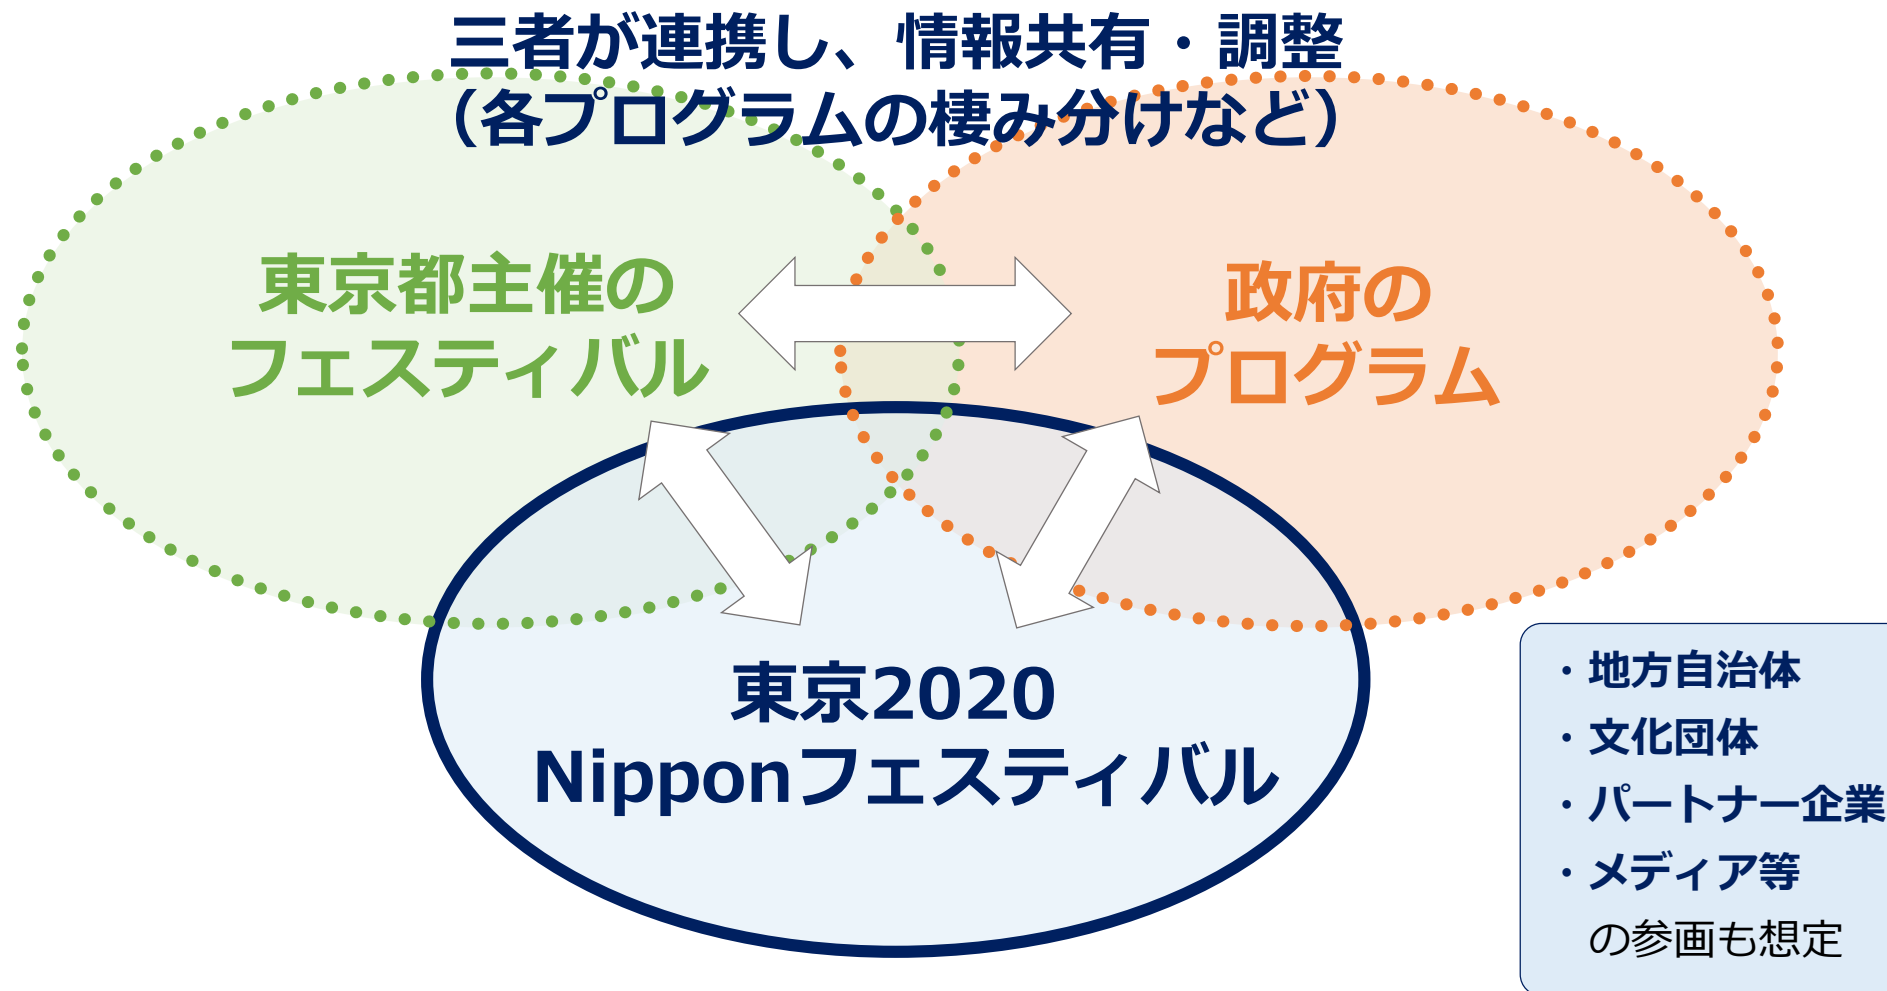 三者が連携し、情報共有・調整
（各プログラムの棲み分けなど）
東京都主催の
フェスティバル
政府の
プログラム
東京2020
Nipponフェスティバル
・地方自治体
・文化団体
・パートナー企業
・メディア等
の参画も想定